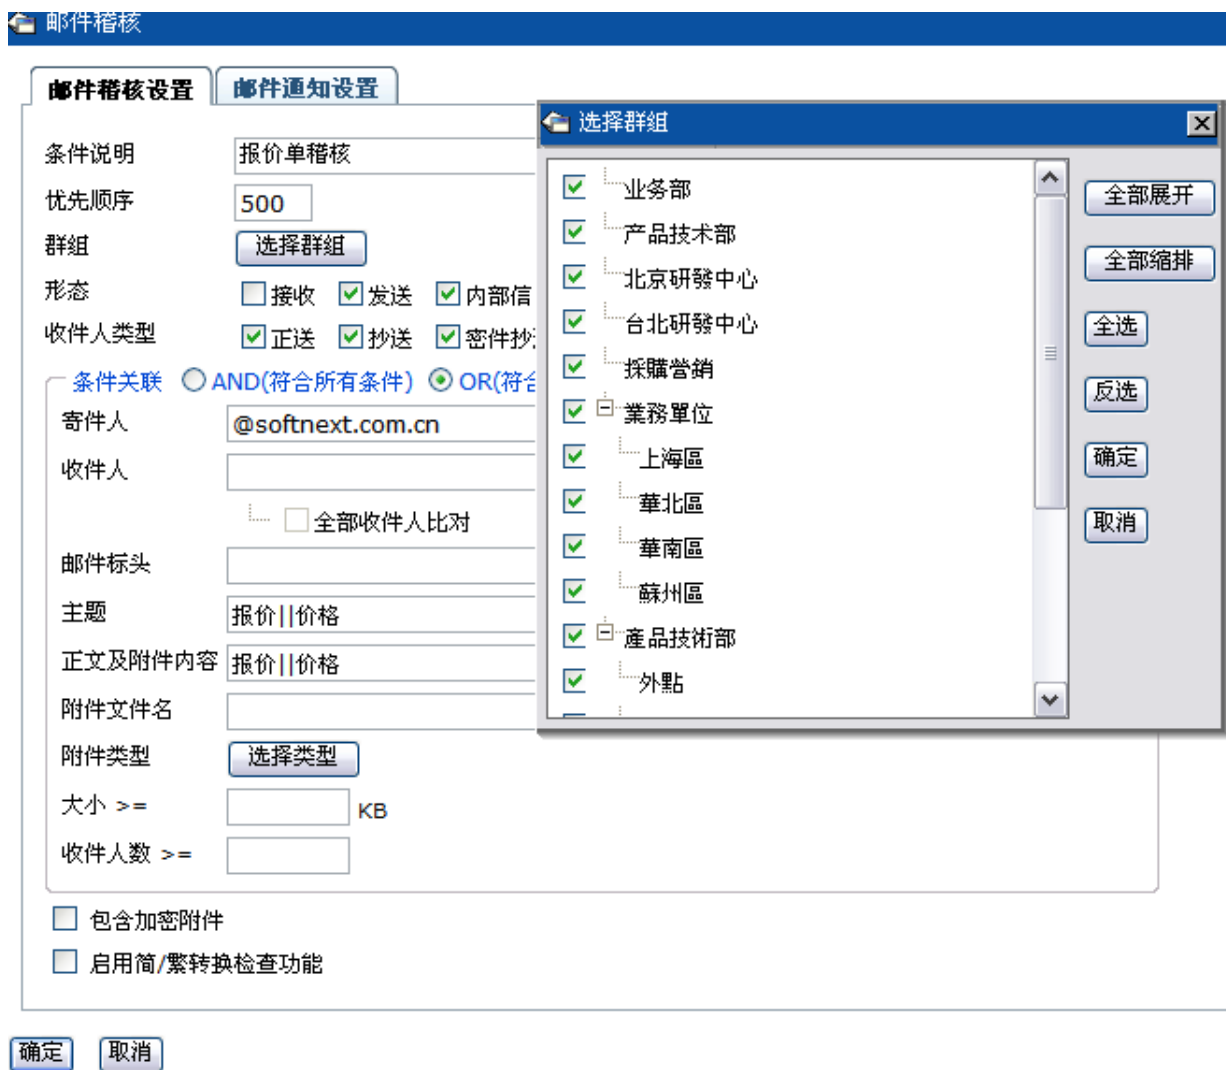 邮件稽核
邮件稽核设置
邮件通知设置
条件说明
报价单稽核
优先顺序
500
群组
选择群组
形态
接收
发送
内部信
收件人类型
正送
抄送
密件抄
条件关联
AND(符合所有条件)
OR(符合
寄件人
@softnext.com.cn
收件人
全部收件人比对
邮件标头
主题
报价||价格
正文及附件内容
报价||价格
附件文件名
附件类型
选择类型
大小 >=
KB
收件人数 >=
包含加密附件
启用简/繁转换检查功能
确定
取消
选择群组
业务部
产品技术部
北京研發中心
台北研發中心
採購營銷
業務單位
上海區
華北區
華南區
蘇州區
產品技術部
外點
全部展开
全部缩排
全选
反选
确定
取消